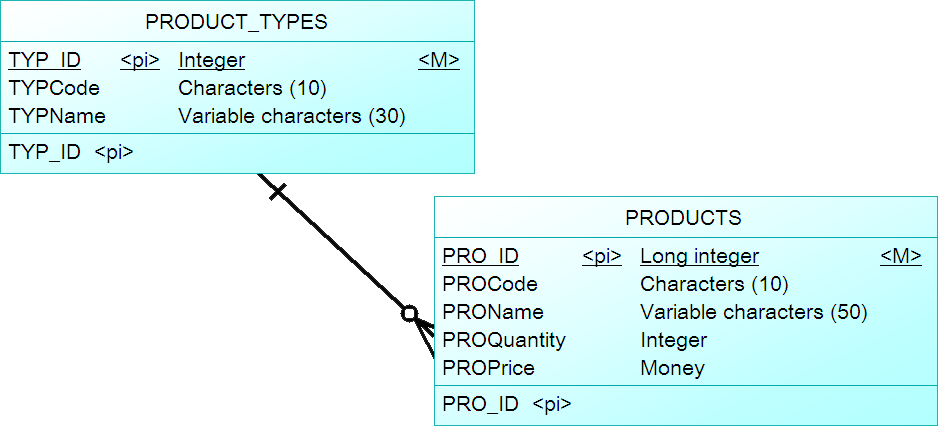 PRODUCT_TYPES
TYP_ID <pi> Integer <M>
TYPCode Characters (10)
TYPName Variable characters (30)
TYP_ID <pi>
PRODUCTS
PRO_ID <pi> Long integer <M>
PROCode Characters (10)
PROName Variable characters (50)
PROQuantity Integer
PROPrice Money
PRO_ID <pi>